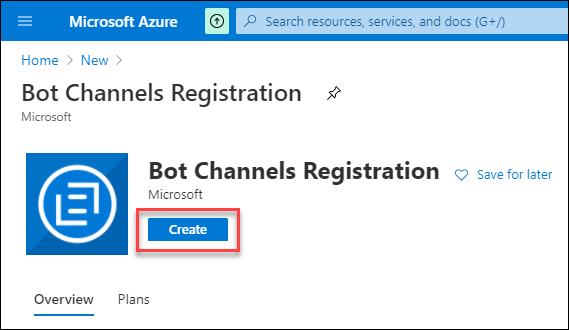 Microsoft Azure
Search resources, services, and docs (G+/)
Home > New >
Bot Channels Registration
Microsoft
Bot Channels Registration
Save for later
Microsoft
Create
Overview Plans